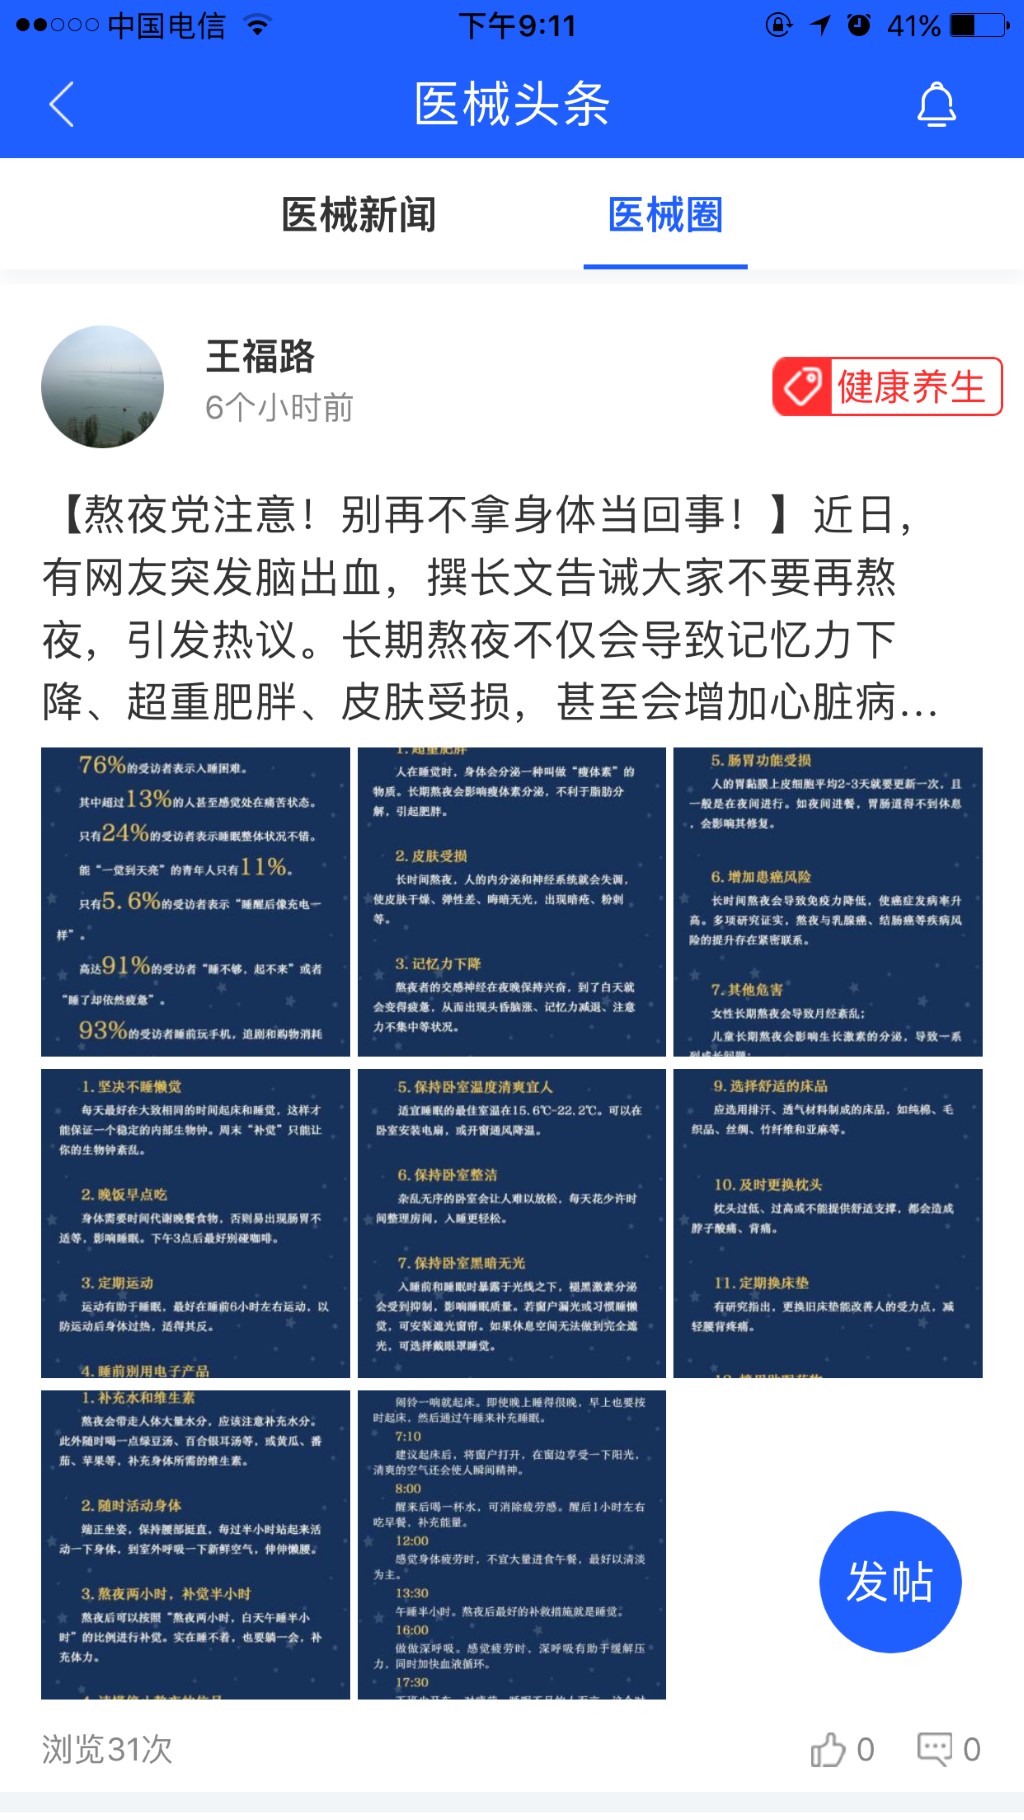 中国电信
下午9:11
41%
医械头条
医械新闻
医械圈
王福路
6个小时前
健康养生
【熬夜党注意！别再不拿身体当回事！】近日，
有网友突发脑出血，撰长文告诫大家不要再熬
夜，引发热议。长期熬夜不仅会导致记忆力下
降、超重肥胖、皮肤受损，甚至会增加心脏病...
76%的受访者表示入睡困难。
其中超过13%的人甚至感觉处在痛苦状态。
只有24%的受访者表示睡眠整体状况不错。
能“一觉到天亮”的青年人只有11%。
只有5.6%的受访者表示“睡醒后像充电一
样”。
高达91%的受访者“睡不够，起不来”或者
“睡了却依然疲惫”。
93%的受访者睡前玩手机，追剧和购物消耗
1.超重肥胖
人在睡觉时，身体会分泌一种叫做“瘦体素”的
物质。长期熬夜会影响瘦体素分泌，不利于脂肪分
解，引起肥胖。
2.皮肤受损
长时间熬夜，人的内分泌和神经系统就会失调，
使皮肤干燥、弹性差、晦暗无光，出现暗疮、粉刺
等。
3.记忆力下降
熬夜者的交感神经在夜晚保持兴奋，到了白天就
会变得疲惫，从而出现头昏脑涨、记忆力减退、注意
力不集中等状况。
5.肠胃功能受损
人的胃黏膜上皮细胞平均2-3天就要更新一次，且
一般是在夜间进行。如夜间进餐，胃肠道得不到休息
，会影响其修复。
6.增加患癌风险
长时间熬夜会导致免疫力降低，使癌症发病率升
高。多项研究证实，熬夜与乳腺癌、结肠癌等疾病风
险的提升存在紧密联系。
7.其他危害
女性长期熬夜会导致月经紊乱；
儿童长期熬夜会影响生长激素的分泌，导致一系
列成长问题；
1.坚决不睡懒觉
每天最好在大致相同的时间起床和睡觉，这样才
能保证一个稳定的内部生物钟。周末“补觉”只能让
你的生物钟紊乱。
2.晚饭早点吃
身体需要时间代谢晚餐食物，否则易出现肠胃不
适等，影响睡眠。下午3点后最好别碰咖啡。
3.定期运动
运动有助于睡眠，最好在睡前6小时左右运动，以
防运动后身体过热，适得其反。
4.睡前别用电子产品
5.保持卧室温度清爽宜人
适宜睡眠的最佳室温在15.6℃-22.2℃。可以在
卧室安装电扇，或开窗通风降温。
6.保持卧室整洁
杂乱无序的卧室会让人难以放松，每天花少许时
间整理房间，入睡更轻松。
7.保持卧室黑暗无光
入睡前和睡眠时暴露于光线之下，褪黑激素分泌
会受到抑制，影响睡眠质量。若窗户漏光或习惯睡懒
觉，可安装遮光窗帘。如果休息空间无法做到完全遮
光，可选择戴眼罩睡觉。
9.选择舒适的床品
应选用排汗、透气材料制成的床品，如纯棉、毛
织品、丝绸、竹纤维和亚麻等。
10.及时更换枕头
枕头过低、过高或不能提供舒适支撑，都会造成
脖子酸痛、背痛。
11.定期换床垫
有研究指出，更换旧床垫能改善人的受力点，减
轻腰背疼痛。
1.补充水和维生素
熬夜会带走人体大量水分，应该注意补充水分。
此外随时喝一点绿豆汤、百合银耳汤等，或黄瓜、番
茄、苹果等，补充身体所需的维生素。
2.随时活动身体
端正坐姿，保持腰部挺直，每过半小时站起来活
动一下身体，到室外呼吸一下新鲜空气，伸伸懒腰。
3.熬夜两小时，补觉半小时
熬夜后可以按照“熬夜两小时，白天午睡半小
时”的比例进行补觉。实在睡不着，也要躺一会，补
充体力。
闹铃一响就起床。即使晚上睡得很晚，早上也要按
时起床，然后通过午睡来补充睡眠。
7:10
建议起床后，将窗户打开，在窗边享受一下阳光，
清爽的空气还会使人瞬间精神。
8:00
醒来后喝一杯水，可消除疲劳感。醒后1小时左右
吃早餐，补充能量。
12:00
感觉身体疲劳时，不宜大量进食午餐，最好以清淡
为主。
13:30
午睡半小时。熬夜后最好的补救措施就是睡觉。
16:00
做做深呼吸。感觉疲劳时、深呼吸有助于缓解压
力，同时加快血液循环。
17:30
发帖
浏览31次
0
0